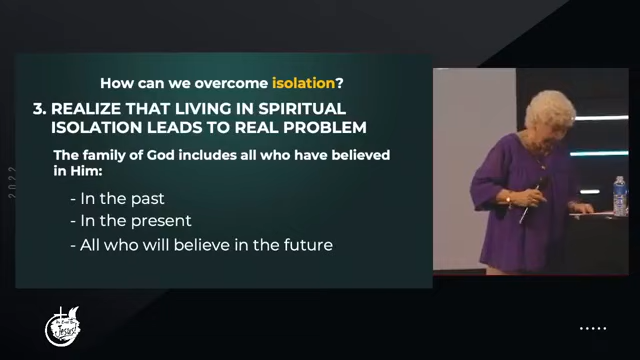 How can we overcome isolation?
3. REALIZE THAT LIVING IN SPIRITUAL
ISOLATION LEADS TO REAL PROBLEM
The family of God includes all who have believed
in Him:
- In the past
- In the present
- All who will believe in the future
2022
Jesus!